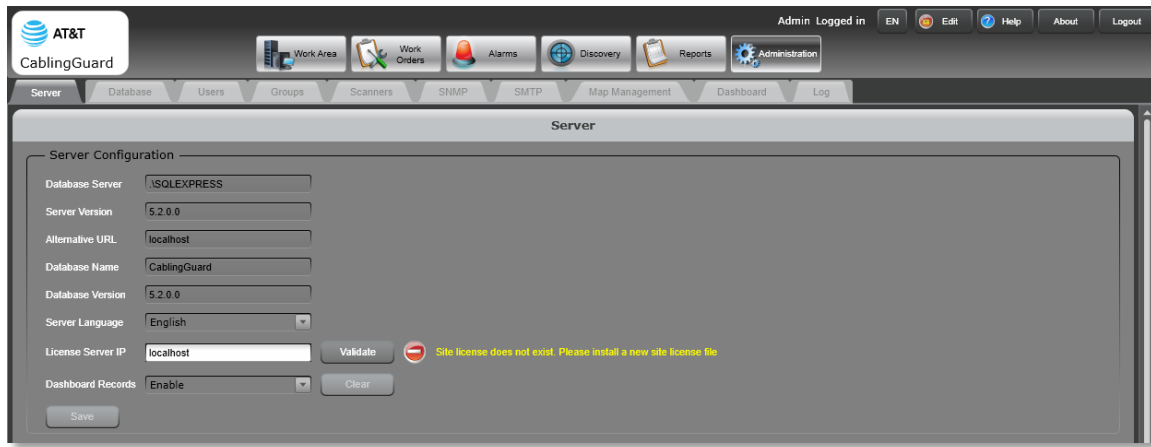 Admin Logged in EN Edit Help About Logout
AT&T
CablingGuard
Work Area Work Orders Alarms Discovery Reports Administration
Server Database Users Groups Scanners SNMP SMTP Map Management Dashboard Log
Server
Server Configuration
Database Server .\SQLEXPRESS
Server Version 5.2.0.0
Alternative URL localhost
Database Name CablingGuard
Database Version 5.2.0.0
Server Language English
License Server IP localhost Validate Site license does not exist. Please install a new site license file
Dashboard Records Enable Clear
Save